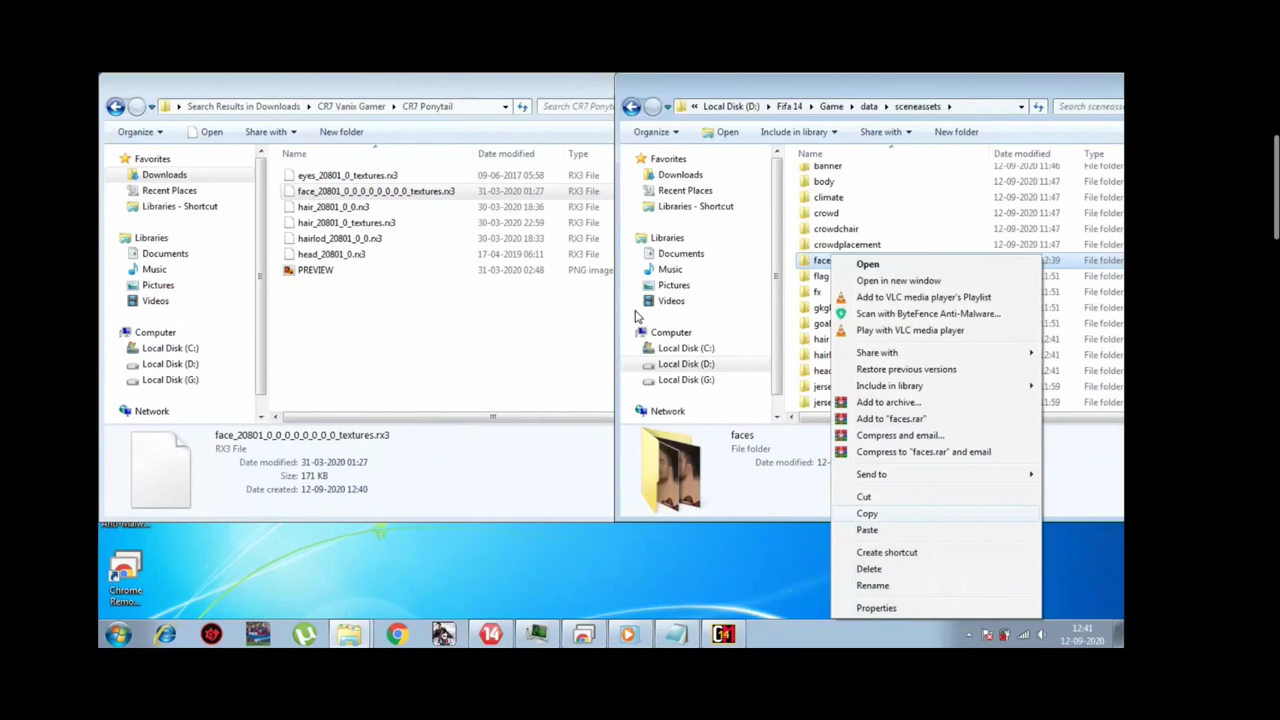 Search Results in Downloads
CR7 Vanix Gamer
CR7 Ponytail
Search CR7 Ponyte
Organize
Open
Share with
New folder
Favorites
Downloads
Recent Places
Libraries - Shortcut
Libraries
Documents
Music
Pictures
Videos
Computer
Local Disk (C:)
Local Disk (D:)
Local Disk (G:)
Network
Name Date modified Type
eyes_20801_0_textures.rx3 09-06-2017 05:58 RX3 File
face_20801_0_0_0_0_0_0_0_0_textures.rx3 31-03-2020 01:27 RX3 File
hair_20801_0_0.rx3 30-03-2020 18:36 RX3 File
hair_20801_0_textures.rx3 30-03-2020 22:59 RX3 File
hairlod_20801_0_0.rx3 30-03-2020 18:33 RX3 File
head_20801_0.rx3 17-04-2019 06:11 RX3 File
PREVIEW 31-03-2020 02:48 PNG image
face_20801_0_0_0_0_0_0_0_0_textures.rx3
RX3 File
Date modified: 31-03-2020 01:27
Size: 171 KB
Date created: 12-09-2020 12:40
« Local Disk (D:)
Fifa 14
Game
data
sceneassets
Search sceneass
Organize
Open
Include in library
Share with
New folder
Favorites
Downloads
Recent Places
Libraries - Shortcut
Libraries
Documents
Music
Pictures
Videos
Computer
Local Disk (C:)
Local Disk (D:)
Local Disk (G:)
Network
Name Date modified Type
banner 12-09-2020 11:46 File folder
body 12-09-2020 11:47 File folder
climate 12-09-2020 11:47 File folder
crowd 12-09-2020 11:47 File folder
crowdchair 12-09-2020 11:47 File folder
crowdplacement 12-09-2020 11:47 File folder
face 2:39 File folder
flag :51 File folder
fx :51 File folder
gkgl File folder
goal File folder
hair File folder
hairl File folder
head File folder
jerse File folder
jerse File folder
Open
Open in new window
Add to VLC media player's Playlist
Scan with ByteFence Anti-Malware...
Play with VLC media player
Share with
Restore previous versions
Include in library
Add to archive...
Add to "faces.rar"
Compress and email...
Compress to "faces.rar" and email
Send to
Cut
Copy
Paste
Create shortcut
Delete
Rename
Properties
faces
File folder
Date modified: 12-
Chrome
Remo...
14
12:41
12-09-2020